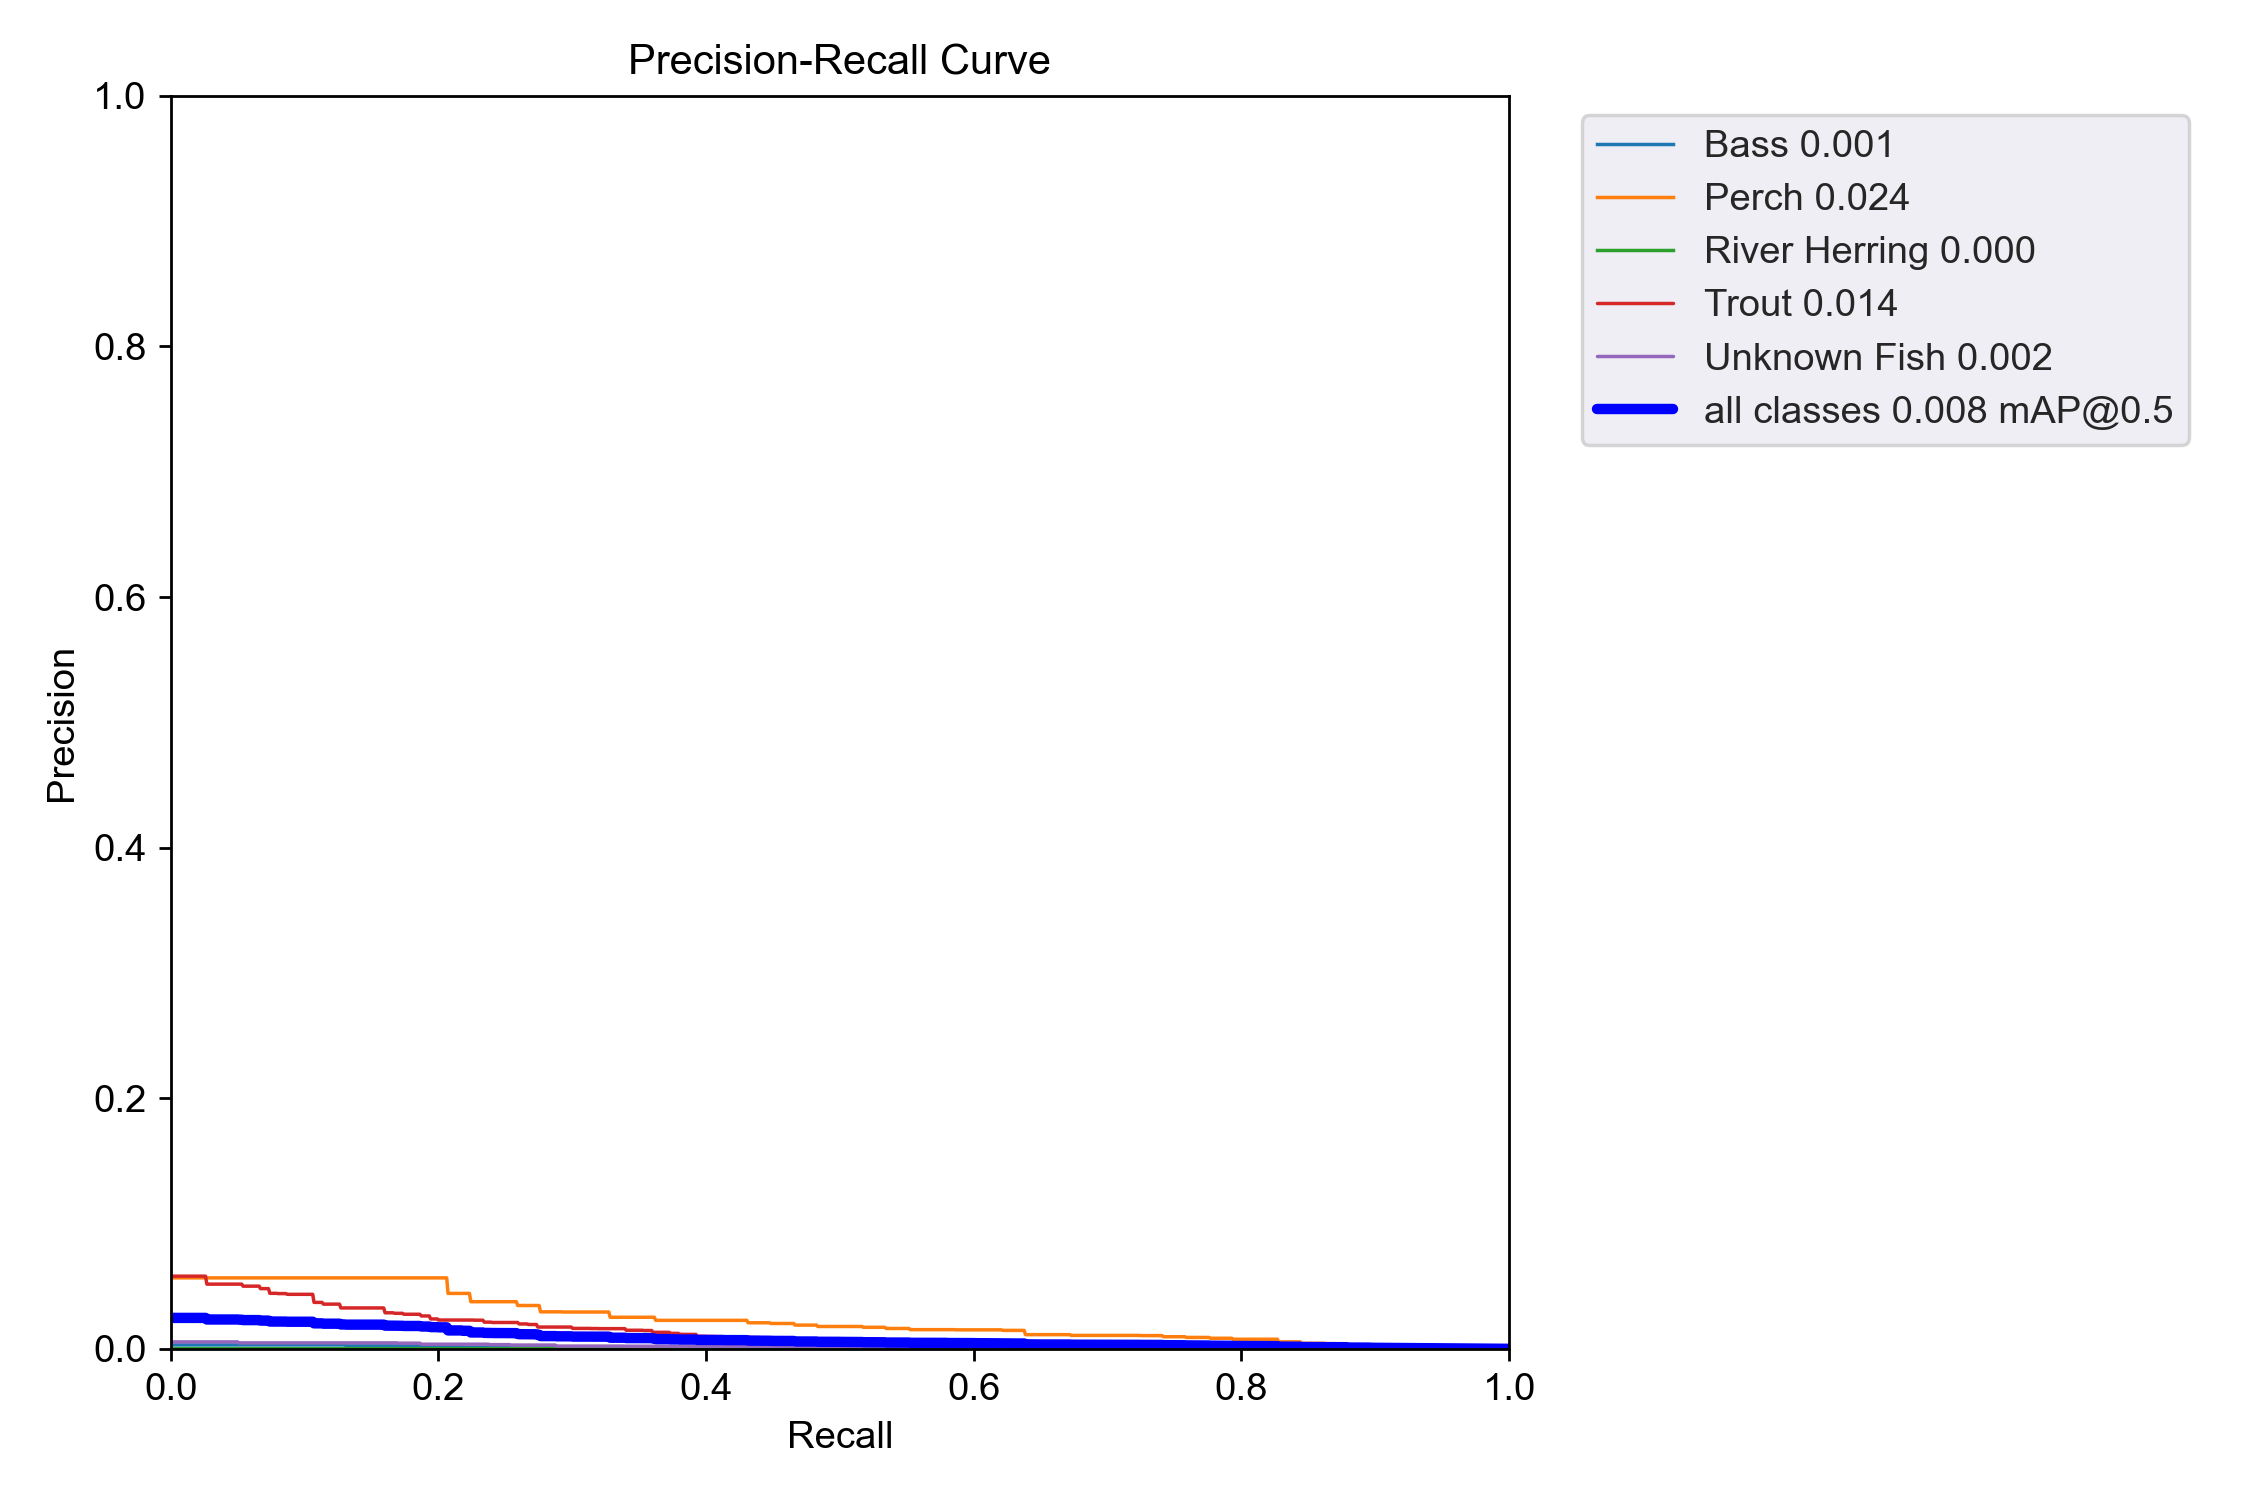 Precision-Recall Curve
1.0
0.8
0.6
0.4
0.2
0.0
Precision
0.0 0.2 0.4 0.6 0.8 1.0
Recall
Bass 0.001
Perch 0.024
River Herring 0.000
Trout 0.014
Unknown Fish 0.002
all classes 0.008 mAP@0.5